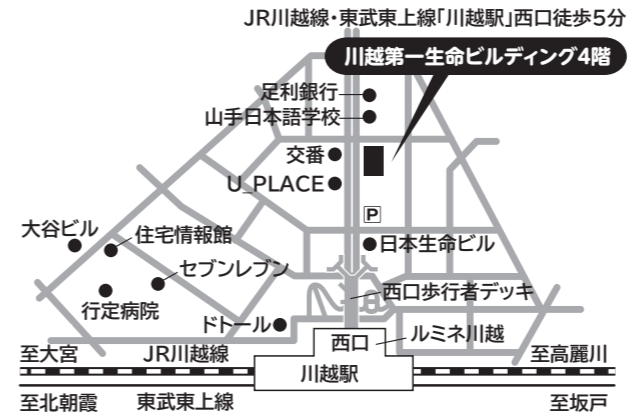 JR川越線・東武東上線「川越駅」西口徒歩5分
川越第一生命ビルディング4階
足利銀行
山手日本語学校
交番
U_PLACE
P
大谷ビル
住宅情報館
日本生命ビル
セブンレブン
行定病院
西口歩行者デッキ
ドトール
西口
ルミネ川越
至大宮
JR川越線
川越駅
至高麗川
至北朝霞
東武東上線
至坂戸